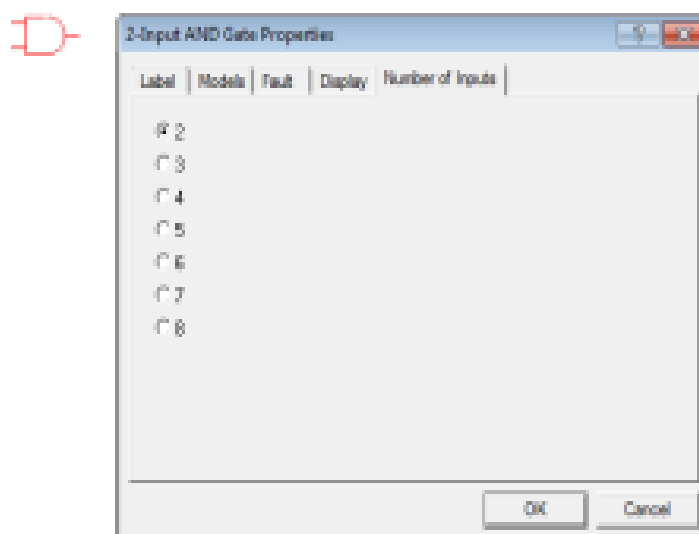 2-Input AND Gate Properties
Label Models Fault Display Number of Inputs
2
3
4
5
6
7
8
OK Cancel